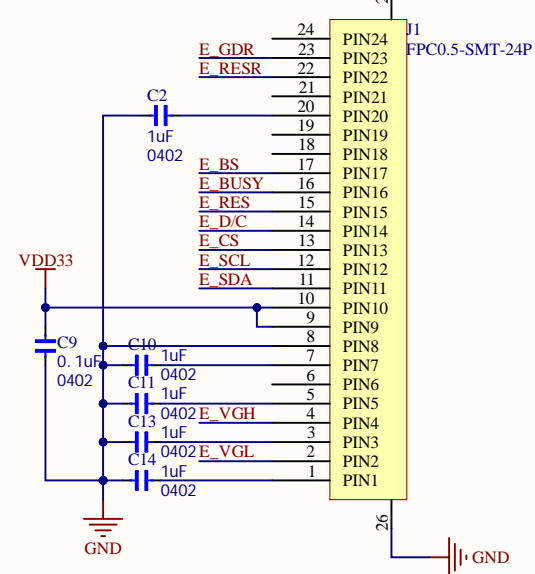 24 PIN24 J1
E_GDR 23 PIN23 FPC0.5-SMT-24P
E_RESR 22 PIN22
21 PIN21
C2 20 PIN20
1uF 19 PIN19
0402 18 PIN18
E_BS 17 PIN17
E_BUSY 16 PIN16
E_RES 15 PIN15
E_D/C 14 PIN14
E_CS 13 PIN13
VDD33 E_SCL 12 PIN12
E_SDA 11 PIN11
10 PIN10
9 PIN9
C9 C10 8 PIN8
0.1uF 1uF 7 PIN7
0402 C11 0402 6 PIN6
1uF 5 PIN5
C13 0402 E_VGH 4 PIN4
1uF 3 PIN3
C14 0402 E_VGL 2 PIN2
1uF 1 PIN1
0402
26
GND GND